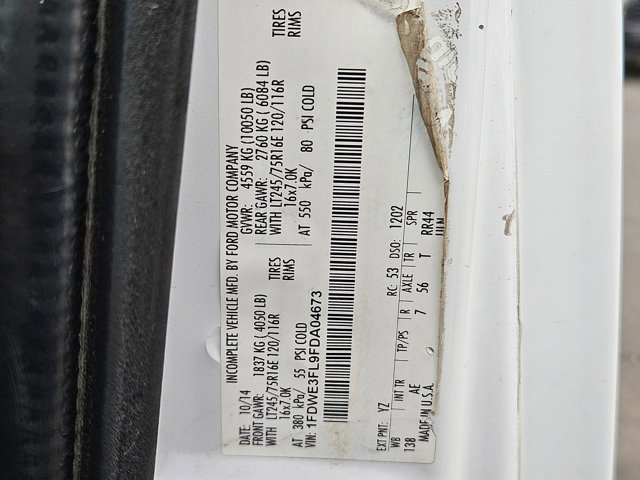 INCOMPLETE VEHICLE MFD. BY FORD MOTOR COMPANY
DATE: 10/14 GVWR: 4559 KG (10050 LB)
FRONT GAWR: 1837 KG (4050 LB) REAR GAWR: 2760 KG (6084 LB)
WITH LT245/75R16E 120/116R TIRES WITH LT245/75R16E 120/116R TIRES
16x7.0K RIMS 16x7.0K RIMS
AT 380 kPa/ 55 PSI COLD AT 550 kPa/ 80 PSI COLD
VIN: 1FDWE3FL9FDA04673
EXT PNT: YZ RC: 53 DSO: 1202
WB INT TR TP/PS R AXLE TR SPR
138 AE 7 56 T RR44
MADE IN U.S.A.